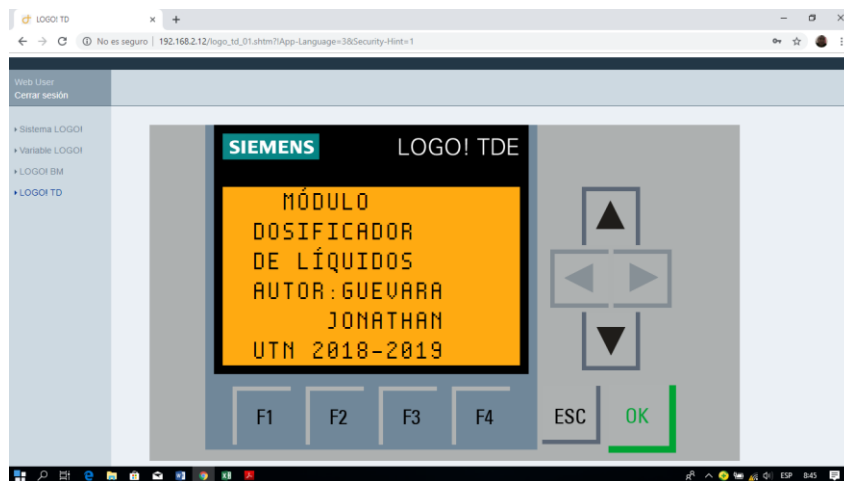 LOGO! TD
No es seguro | 192.168.2.12/logo_td_01.shtm?!App-Language=3&Security-Hint=1
Web User
Cerrar sesión
Sistema LOGO!
Variable LOGO!
LOGO! BM
LOGO! TD
SIEMENS LOGO! TDE
MÓDULO
DOSIFICADOR
DE LÍQUIDOS
AUTOR:GUEVARA
JONATHAN
UTN 2018-2019
F1 F2 F3 F4 ESC OK
ESP 8:45